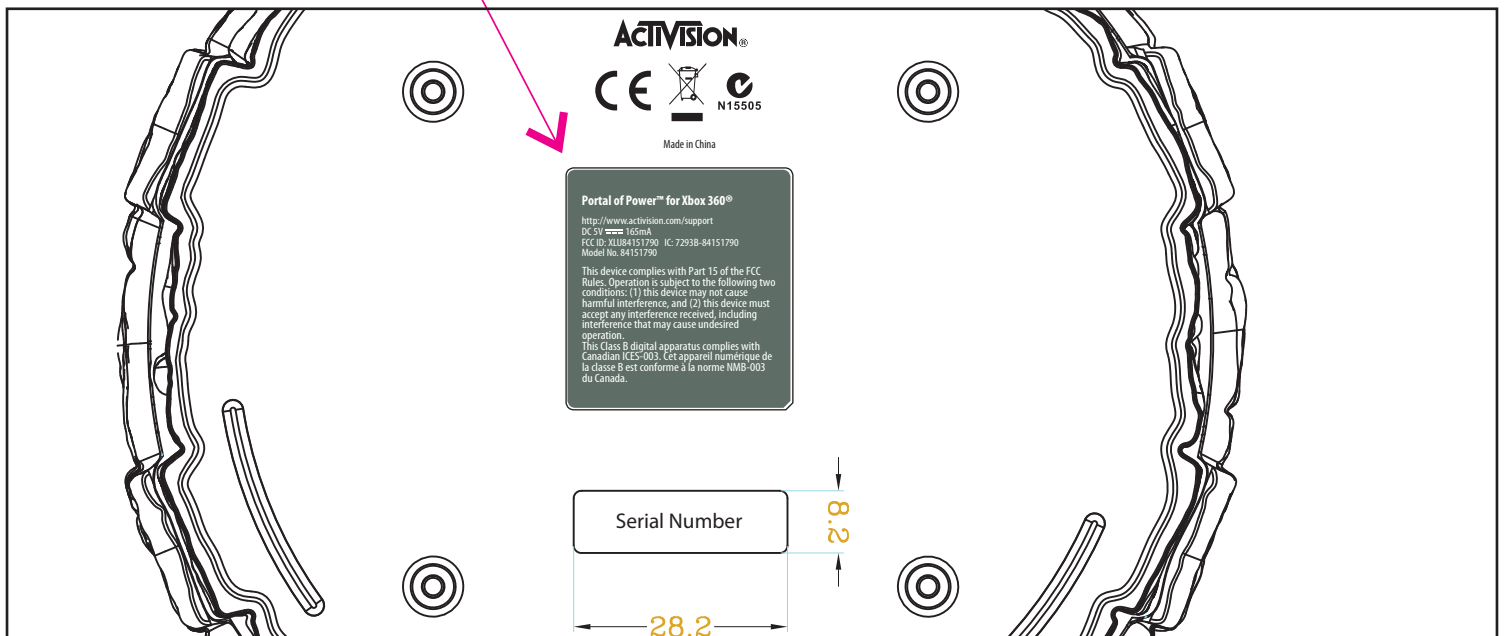 ACTIVISION®
CE
N15505
Made in China
Portal of Power™ for Xbox 360®
http://www.activision.com/support
DC 5V 165mA
FCC ID: XLU84151790 IC: 7293B-84151790
Model No. 84151790
This device complies with Part 15 of the FCC
Rules. Operation is subject to the following two
conditions: (1) this device may not cause
harmful interference, and (2) this device must
accept any interference received, including
interference that may cause undesired
operation.
This Class B digital apparatus complies with
Canadian ICES-003. Cet appareil numérique de
la classe B est conforme à la norme NMB-003
du Canada.
Serial Number
8.2
28.2